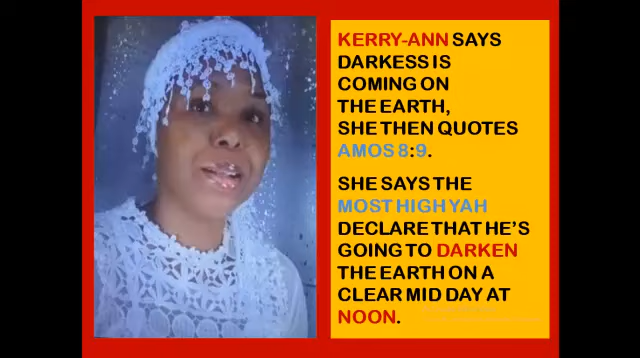 KERRY-ANN SAYS
DARKESS IS
COMING ON
THE EARTH,
SHE THEN QUOTES
AMOS 8:9.
SHE SAYS THE
MOST HIGH YAH
DECLARE THAT HE'S
GOING TO DARKEN
THE EARTH ON A
CLEAR MID DAY AT
NOON.